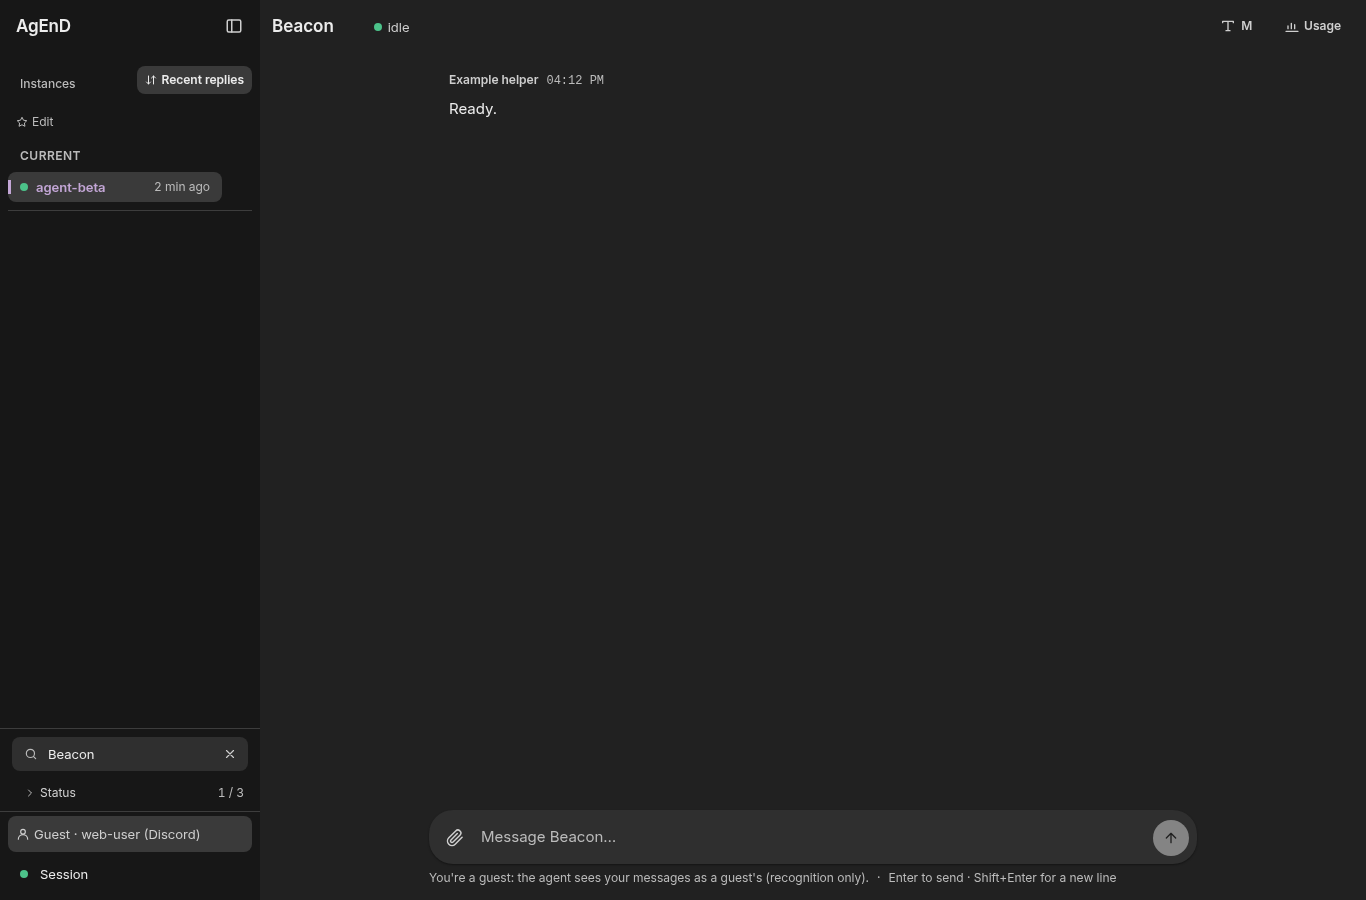 AgEnD
Instances
Recent replies
Edit
CURRENT
agent-beta 2 min ago
Beacon
Status 1 / 3
Guest · web-user (Discord)
Session
Beacon idle
M
Usage
Example helper 04:12 PM
Ready.
Message Beacon...
You're a guest: the agent sees your messages as a guest's (recognition only). · Enter to send · Shift+Enter for a new line